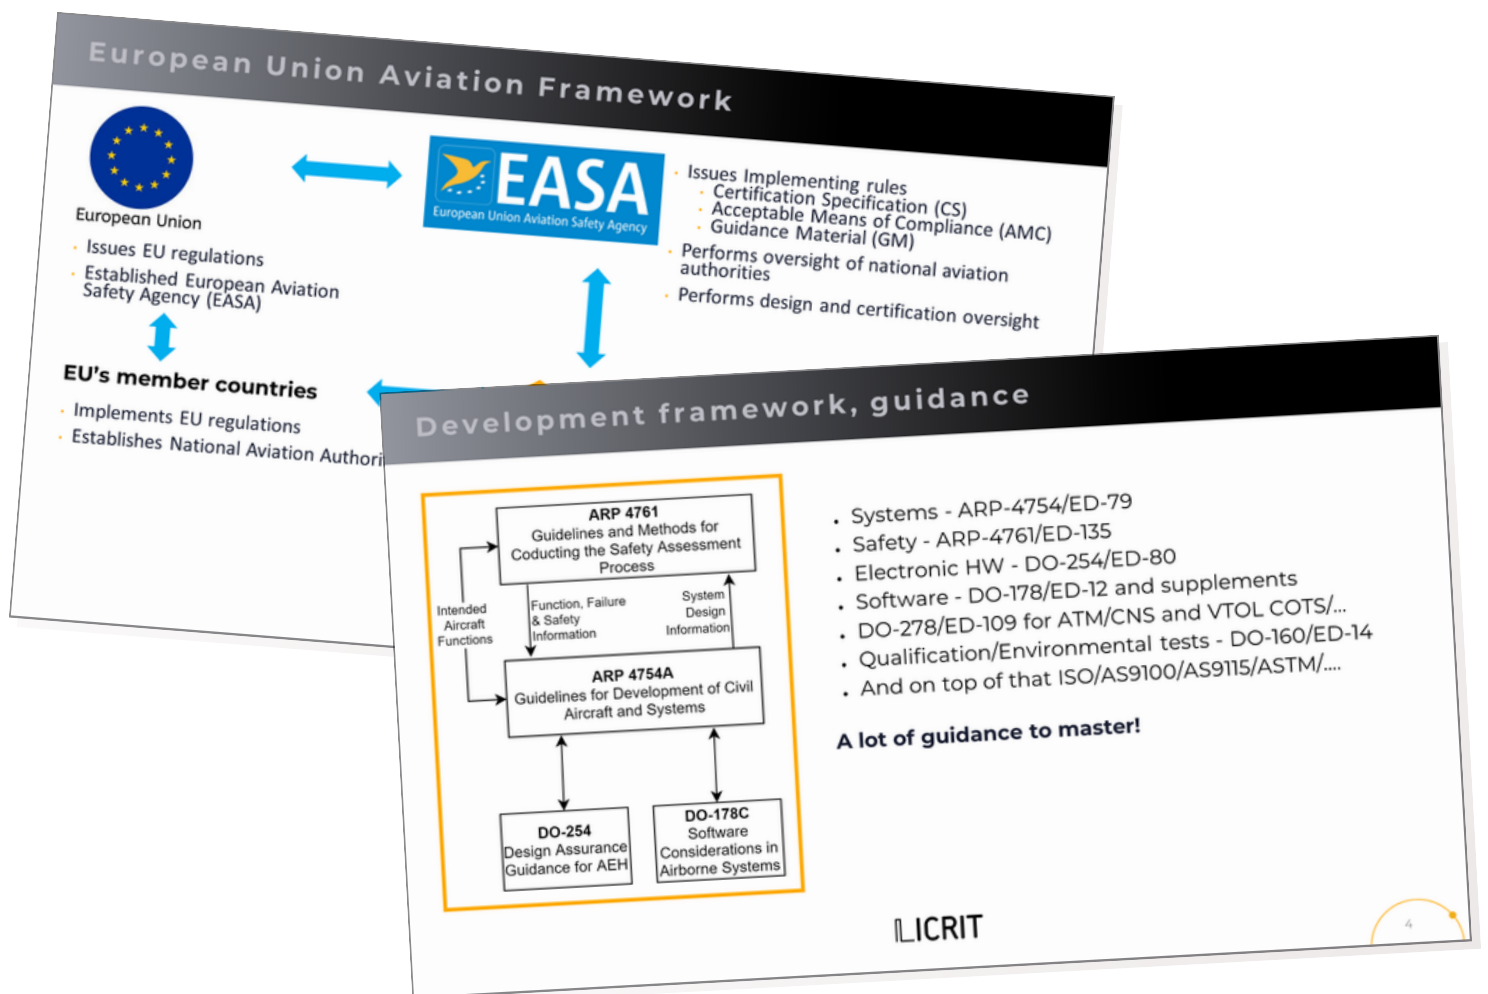 European Union Aviation Framework
European Union
Issues EU regulations
Established European Aviation
Safety Agency (EASA)
EASA
European Union Aviation Safety Agency
Issues Implementing rules
Certification Specification (CS)
Acceptable Means of Compliance (AMC)
Guidance Material (GM)
Performs oversight of national aviation
authorities
Performs design and certification oversight
EU's member countries
Implements EU regulations
Establishes National Aviation Authori
Development framework, guidance
ARP 4761
Guidelines and Methods for
Coducting the Safety Assessment
Process
Intended
Aircraft
Functions
Function, Failure
& Safety
Information
System
Design
Information
ARP 4754A
Guidelines for Development of Civil
Aircraft and Systems
DO-254
Design Assurance
Guidance for AEH
DO-178C
Software
Considerations in
Airborne Systems
• Systems - ARP-4754/ED-79
• Safety - ARP-4761/ED-135
• Electronic HW - DO-254/ED-80
• Software - DO-178/ED-12 and supplements
• DO-278/ED-109 for ATM/CNS and VTOL COTS/...
• Qualification/Environmental tests - DO-160/ED-14
• And on top of that ISO/AS9100/AS9115/ASTM/....
A lot of guidance to master!
LICRIT
4